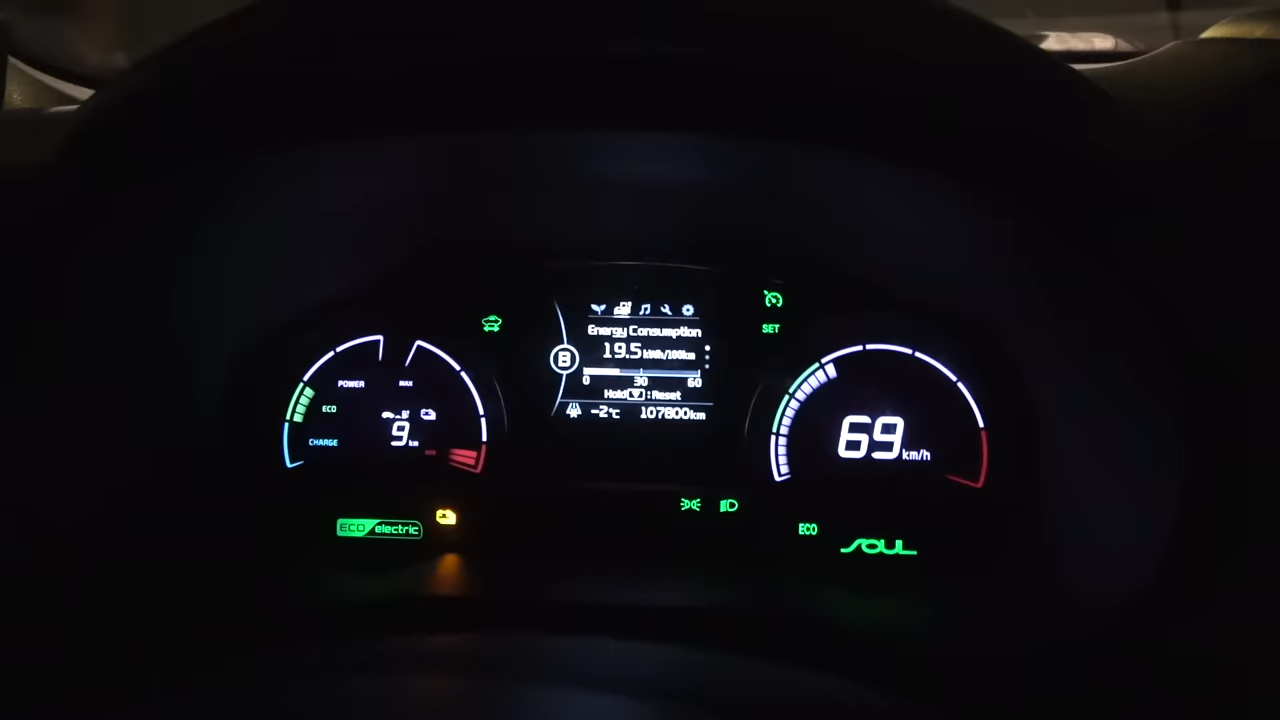 Energy Consumption
19.5 kWh/100km
0 30 60
Hold : Reset
B
-2°C 107800km
POWER MAX
ECO
CHARGE
9 km
ECO electric
SET
69 km/h
ECO
SOUL